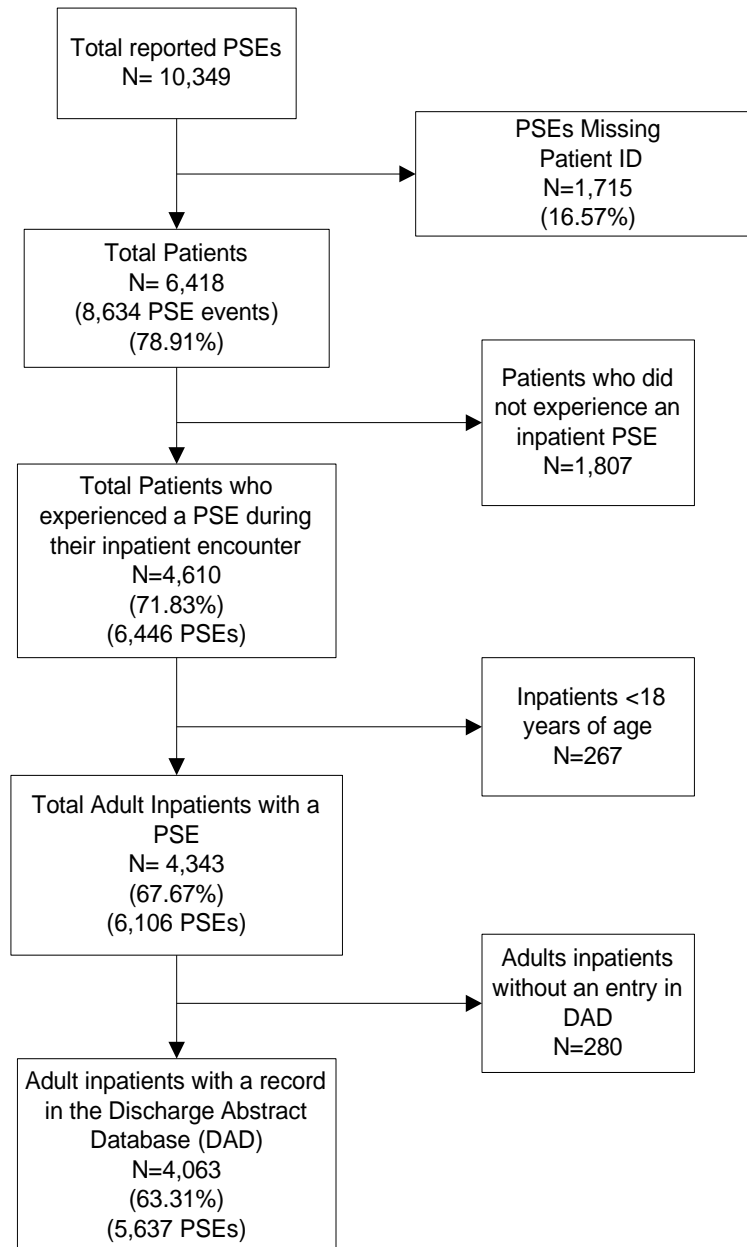 Total reported PSEs
N= 10,349
PSEs Missing
Patient ID
N=1,715
(16.57%)
Total Patients
N= 6,418
(8,634 PSE events)
(78.91%)
Patients who did
not experience an
inpatient PSE
N=1,807
Total Patients who
experienced a PSE during
their inpatient encounter
N=4,610
(71.83%)
(6,446 PSEs)
Inpatients <18
years of age
N=267
Total Adult Inpatients with a
PSE
N= 4,343
(67.67%)
(6,106 PSEs)
Adults inpatients
without an entry in
DAD
N=280
Adult inpatients with a record
in the Discharge Abstract
Database (DAD)
N=4,063
(63.31%)
(5,637 PSEs)